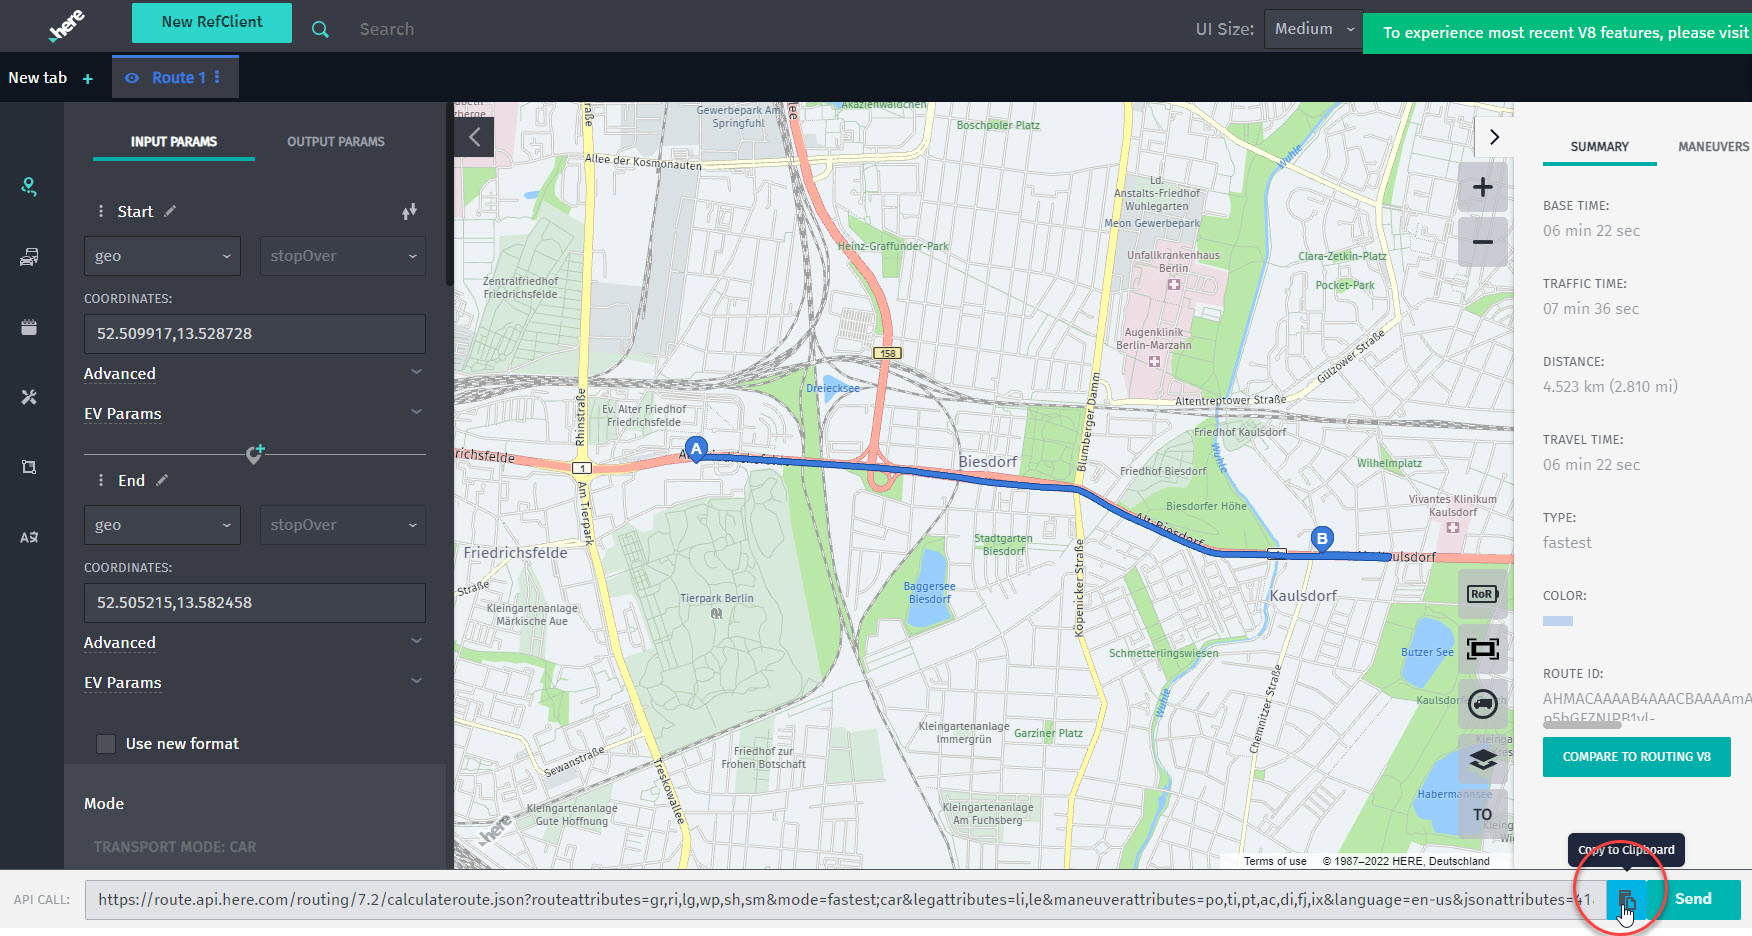 here
New RefClient
Search
UI Size:
Medium
To experience most recent V8 features, please visit
New tab +
Route 1
INPUT PARAMS
OUTPUT PARAMS
Start
geo
stopOver
COORDINATES:
52.509917,13.528728
Advanced
EV Params
End
geo
stopOver
COORDINATES:
52.505215,13.582458
Advanced
EV Params
Use new format
Mode
TRANSPORT MODE: CAR
Gewerbepark Am
Springfuhl
Akazienwäldchen
Boschpoler Platz
Allee der Kosmonauten
Wuhle
Ld.
Anstalts-Friedhof
Wuhlegarten
Meon Gewerbepark
Heinz-Graffunder-Park
Unfallkrankenhaus
Berlin
Clara-Zetkin-Platz
Pocket-Park
Zentralfriedhof
Friedrichsfelde
Augenklinik
Berlin-Marzahn
158
Gülzower Straße
Dreiecksee
Rhinstraße
Ev. Alter Friedhof
Friedrichsfelde
Blumberger Damm
Altentreptower Straße
Friedhof Kaulsdorf
Wuhle
A
richsfelde
1
Biesdorf
Friedhof Biesdorf
Wilhelmplatz
Am Tierpark
Vivantes Klinikum
Kaulsdorf
Biesdorfer Höhe
Alt-Biesdorf
B
Stadtgarten
Biesdorf
Friedrichsfelde
Straße
Baggersee
Biesdorf
Tierpark Berlin
Köpenicker Straße
Kaulsdorf
Kleingartenanlage
Märkische Aue
Schmetterlingswiesen
Butzer See
Wuhle
Chemnitzer Straße
Kleingartenanlage
Immergrün
Garziner Platz
Friedhof zur
Frohen Botschaft
Sewanstraße
Treskowallee
Kleingartenanlage
Gute Hoffnung
Kleingartenanlage
Am Fuchsberg
Habermannsee
here
RoR
TO
Terms of use
© 1987–2022 HERE, Deutschland
SUMMARY
MANEUVERS
BASE TIME:
06 min 22 sec
TRAFFIC TIME:
07 min 36 sec
DISTANCE:
4.523 km (2.810 mi)
TRAVEL TIME:
06 min 22 sec
TYPE:
fastest
COLOR:
ROUTE ID:
AHMACAAAAB4AAACBAAAAmA
COMPARE TO ROUTING V8
Copy to Clipboard
API CALL:
https://route.api.here.com/routing/7.2/calculateroute.json?routeattributes=gr,ri,lg,wp,sh,sm&mode=fastest;car&legattributes=li,le&maneuverattributes=po,ti,pt,ac,di,fj,ix&language=en-us&jsonattributes=41
Send